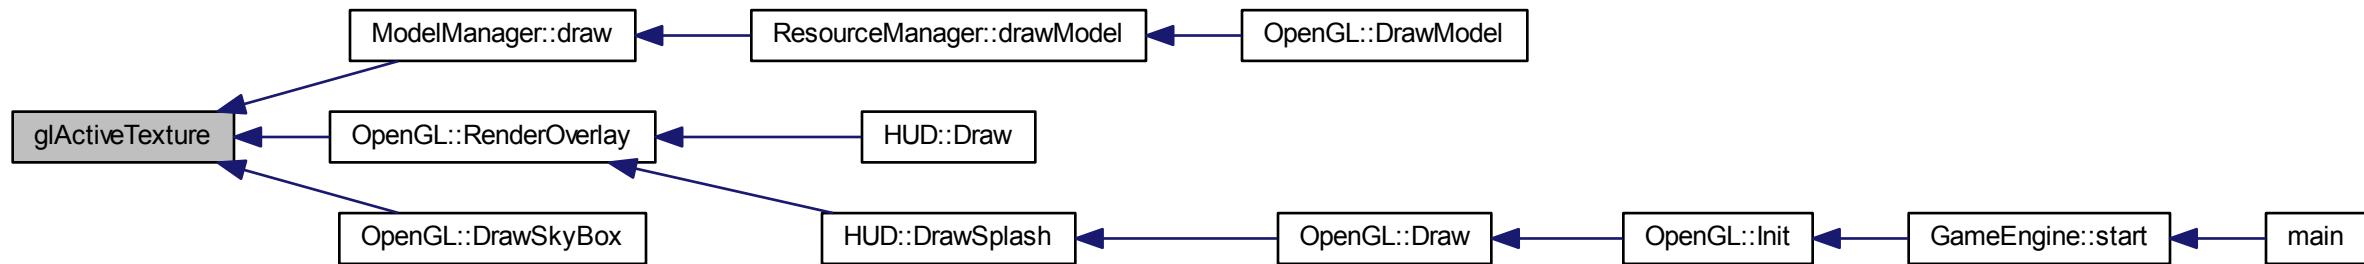 ModelManager::draw
ResourceManager::drawModel
OpenGL::DrawModel
glActiveTexture
OpenGL::RenderOverlay
HUD::Draw
OpenGL::DrawSkyBox
HUD::DrawSplash
OpenGL::Draw
OpenGL::Init
GameEngine::start
main